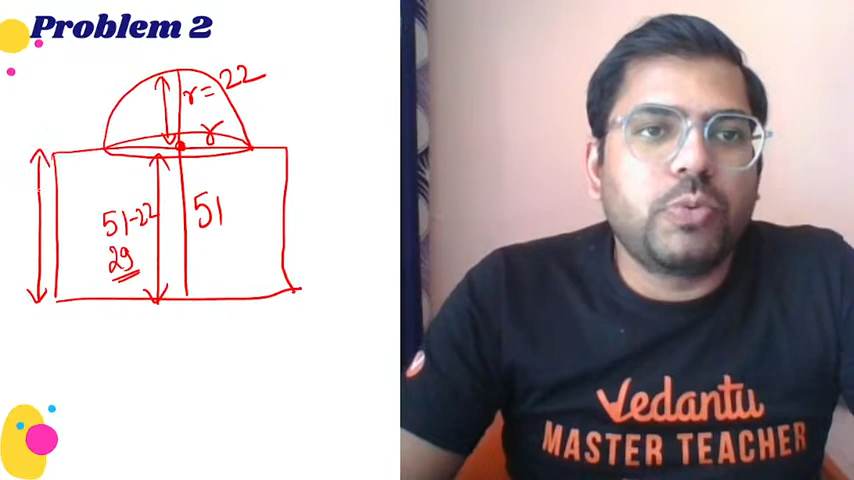 Problem 2
r = 22
r
51-22
51
29
Vedantu
MASTER TEACHER